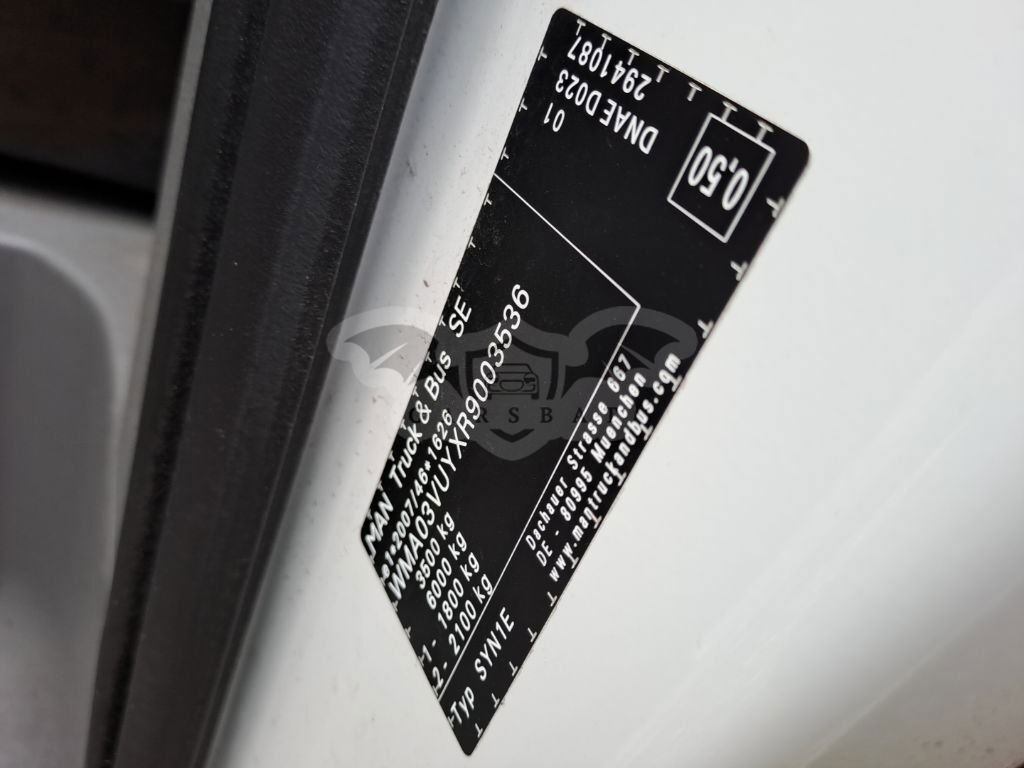 MAN Truck & Bus SE
e1*2007/46*1626
WMA03VUYXR9003536
3500 kg
6000 kg
1- 1800 kg
2- 2100 kg
Typ SYN1E
Dachauer Strasse 667
DE - 80995 Muenchen
www.mantruckandbus.com
01
DNAE D023
2941087
0,50